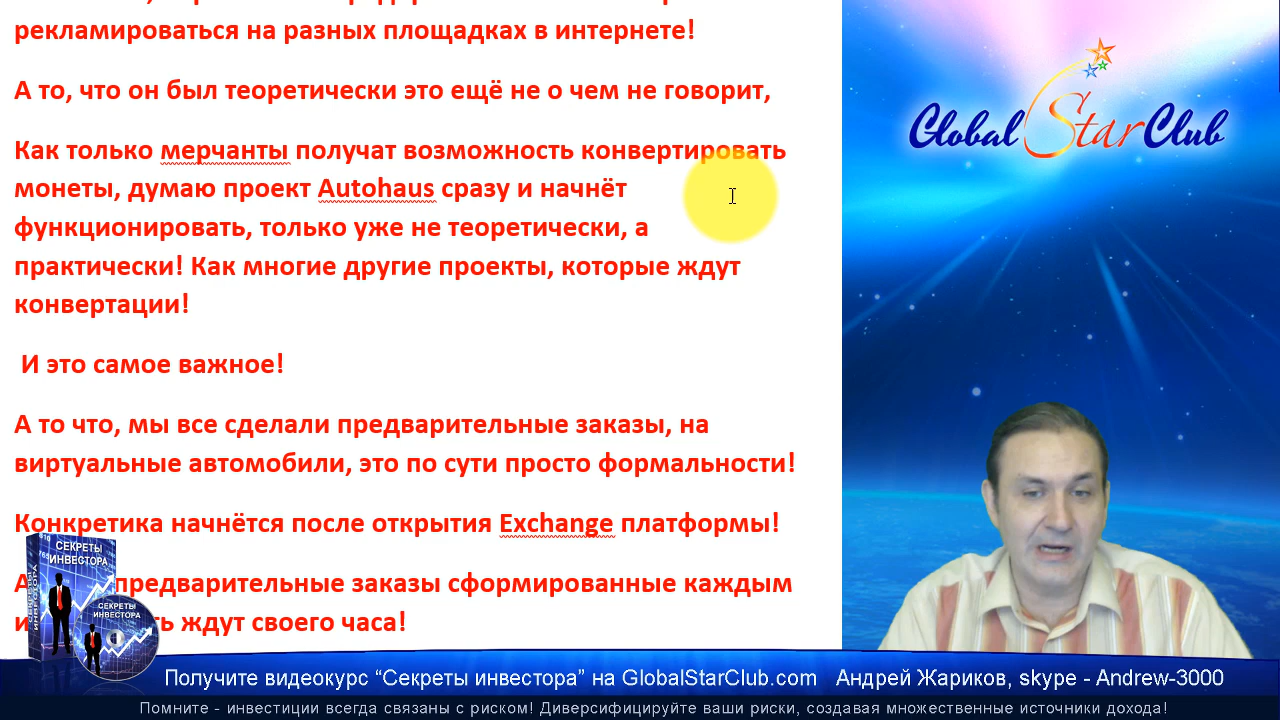 рекламироваться на разных площадках в интернете!
А то, что он был теоретически это ещё не о чем не говорит,
Как только мерчанты получат возможность конвертировать
монеты, думаю проект Autohaus сразу и начнёт
функционировать, только уже не теоретически, а
практически! Как многие другие проекты, которые ждут
конвертации!
И это самое важное!
А то что, мы все сделали предварительные заказы, на
виртуальные автомобили, это по сути просто формальности!
Конкретика начнётся после открытия Exchange платформы!
предварительные заказы сформированные каждым
ждут своего часа!
Global Star Club
СЕКРЕТЫ
ИНВЕСТОРА
СЕКРЕТЫ
ИНВЕСТОРА
Получите видеокурс “Секреты инвестора” на GlobalStarClub.com Андрей Жариков, skype - Andrew-3000
Помните - инвестиции всегда связаны с риском! Диверсифицируйте ваши риски, создавая множественные источники дохода!